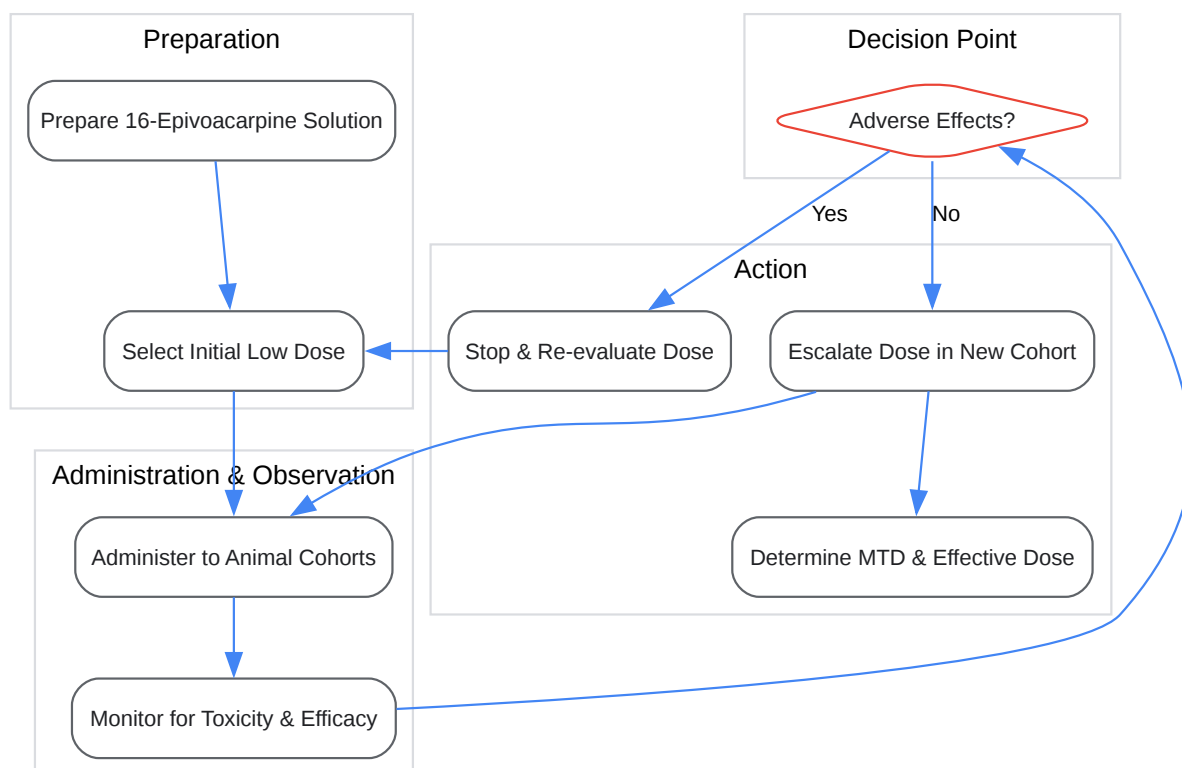 Preparation
Prepare 16-Epivoacarpine Solution
Select Initial Low Dose
Decision Point
Adverse Effects?
Yes
No
Action
Stop & Re-evaluate Dose
Escalate Dose in New Cohort
Determine MTD & Effective Dose
Administration & Observation
Administer to Animal Cohorts
Monitor for Toxicity & Efficacy